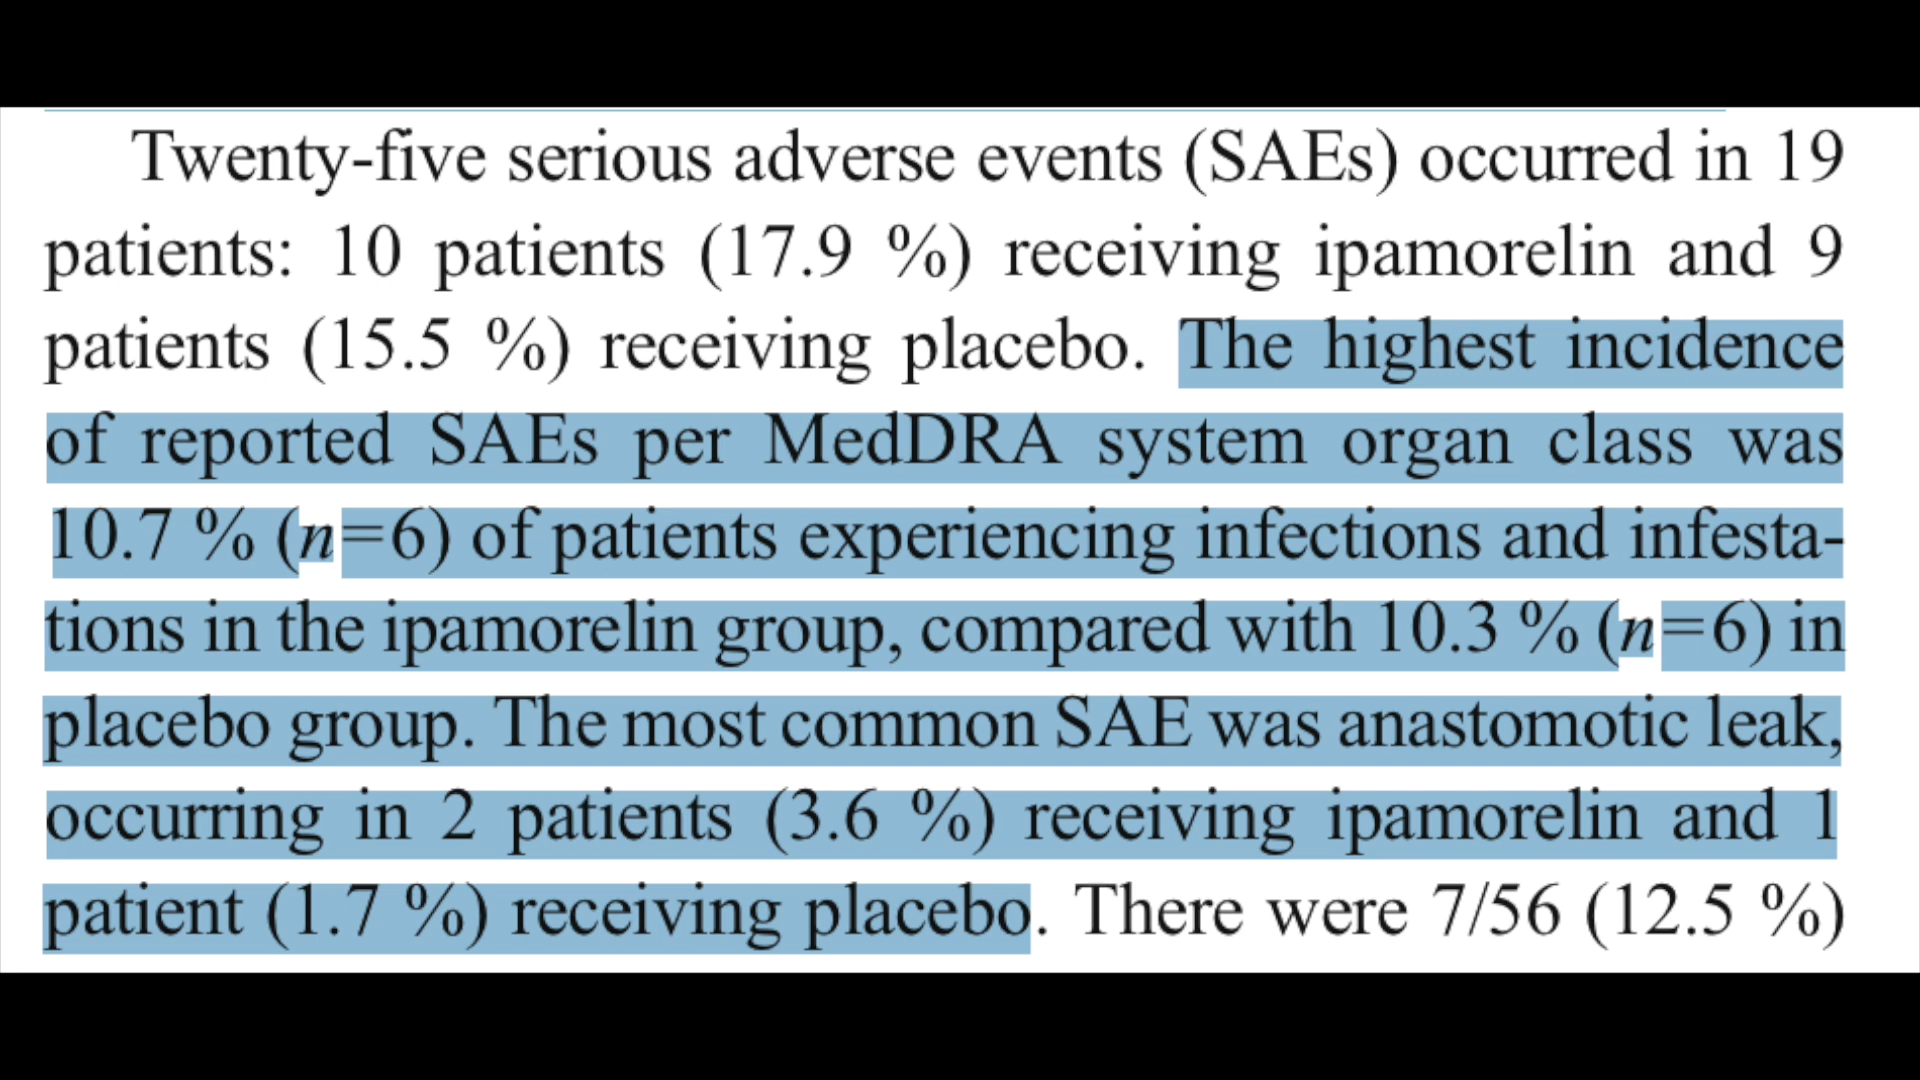 Twenty-five serious adverse events (SAEs) occurred in 19
patients: 10 patients (17.9 %) receiving ipamorelin and 9
patients (15.5 %) receiving placebo. The highest incidence
of reported SAEs per MedDRA system organ class was
10.7 % (n=6) of patients experiencing infections and infesta-
tions in the ipamorelin group, compared with 10.3 % (n=6) in
placebo group. The most common SAE was anastomotic leak,
occurring in 2 patients (3.6 %) receiving ipamorelin and 1
patient (1.7 %) receiving placebo. There were 7/56 (12.5 %)